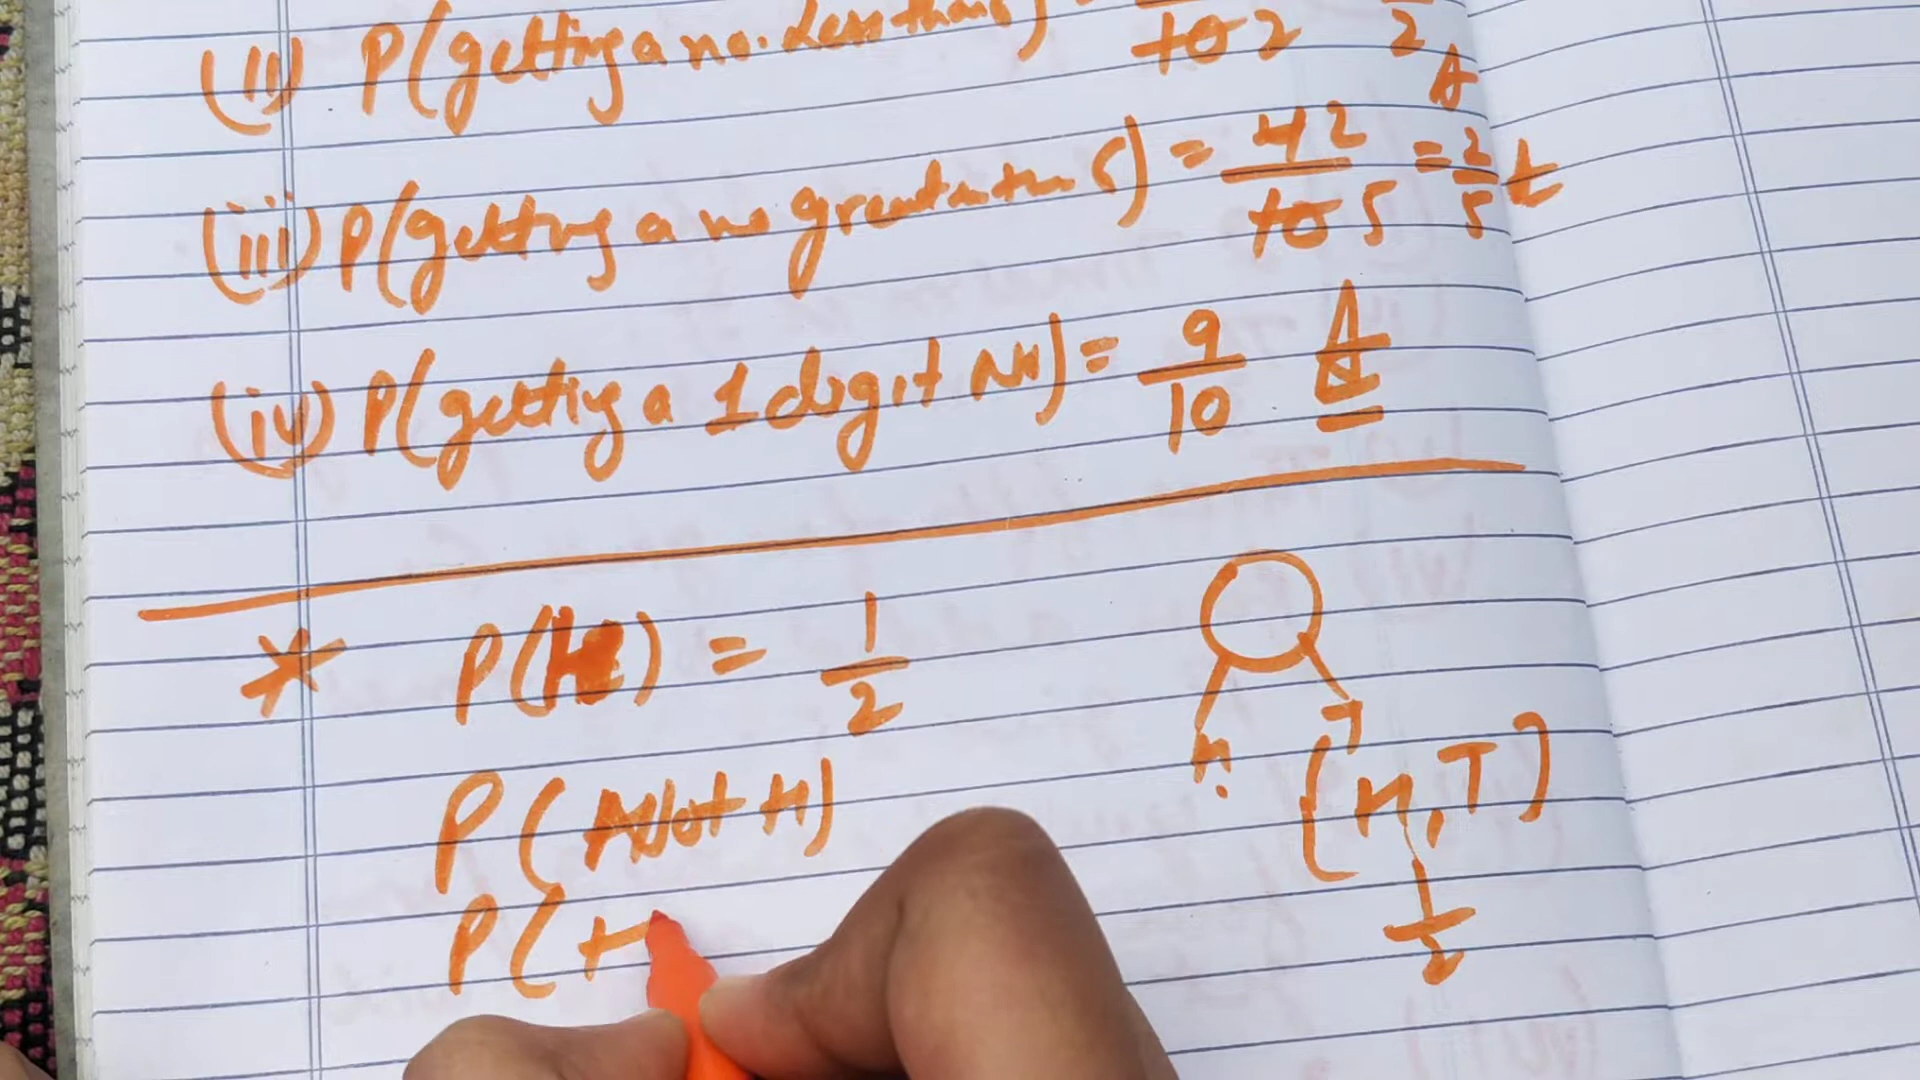 (ii) P(getting a no. Less than ) = 10 2 2 A
(iii) P(getting a no greater than 6) = 4 2 / 10 5 = 2/5 A
(iv) P(getting a 1 digit No) = 9/10 A
* P(H) = 1/2
H T
P(Not H)
{H, T}
1/2
P(H